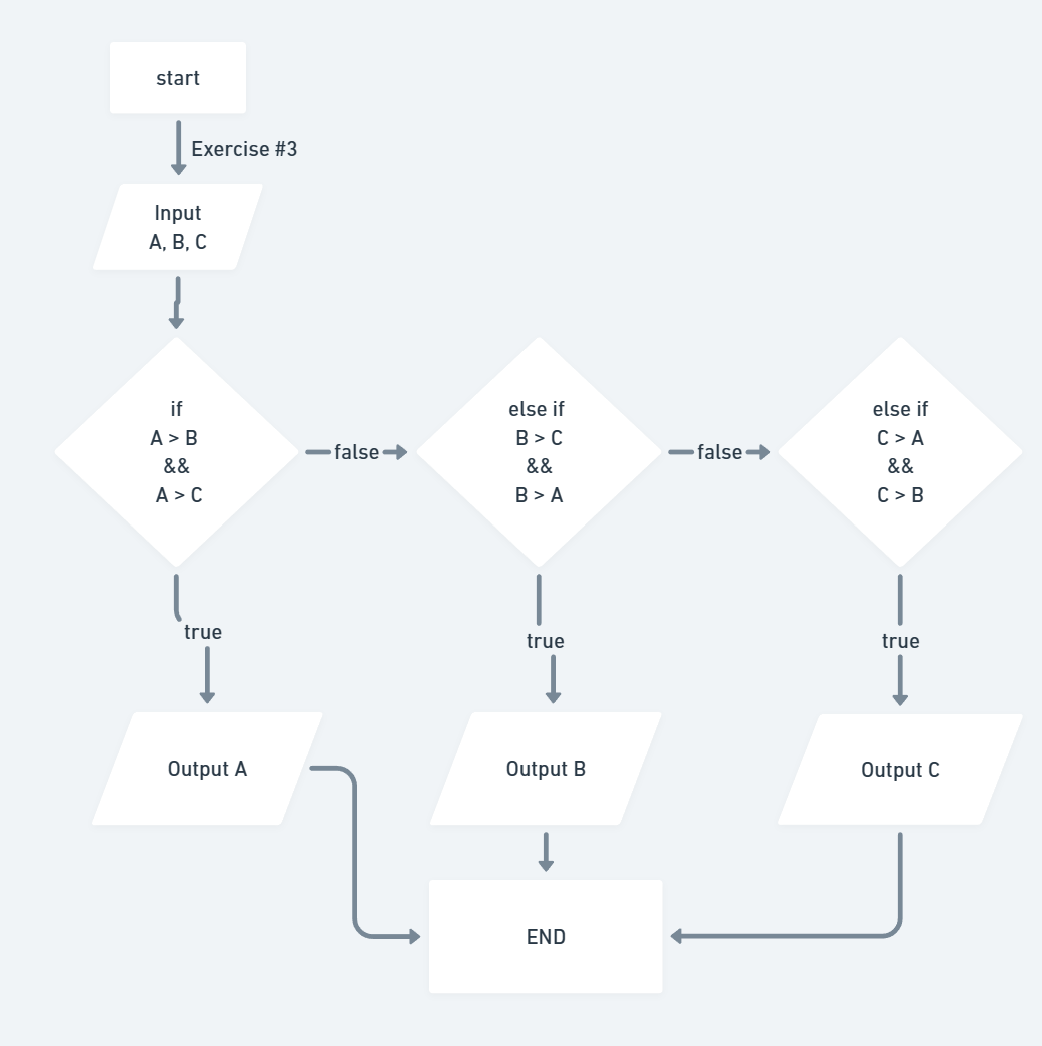 start
Exercise #3
Input
A, B, C
if
A > B
&&
A > C
false
else if
B > C
&&
B > A
false
else if
C > A
&&
C > B
true
true
true
Output A
Output B
Output C
END